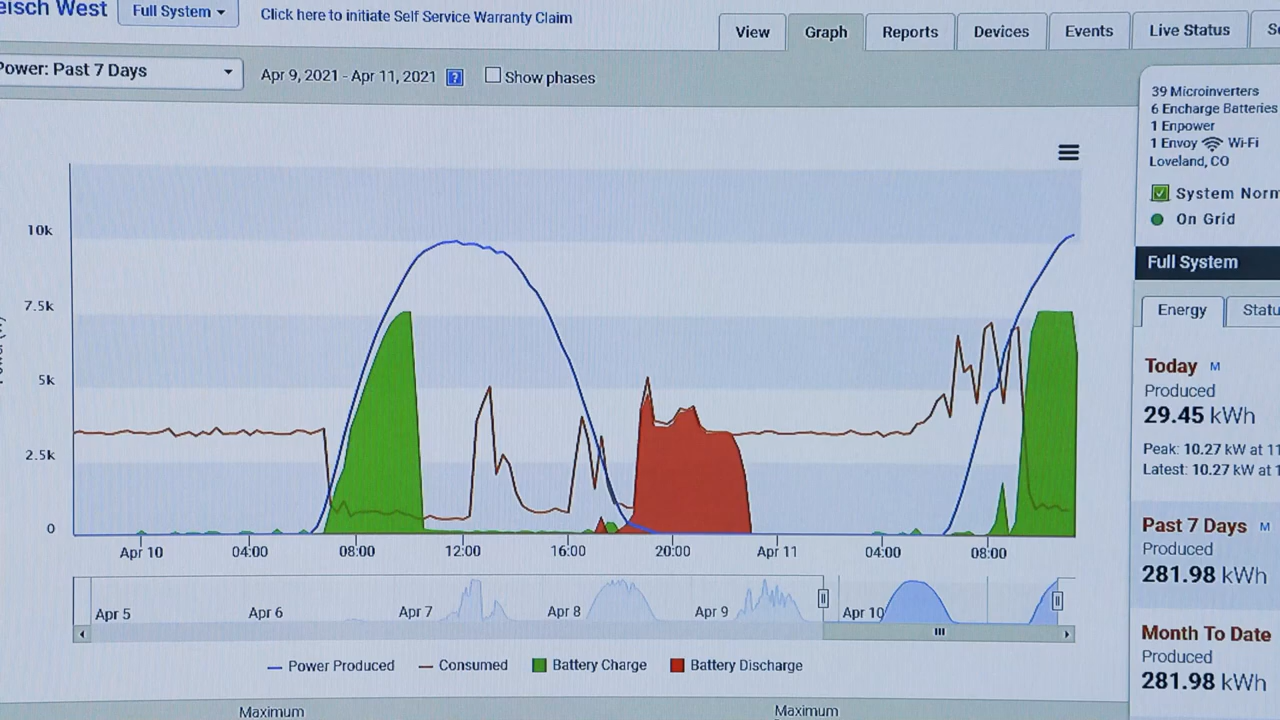 eisch West
Full System
Click here to initiate Self Service Warranty Claim
View
Graph
Reports
Devices
Events
Live Status
Power: Past 7 Days
Apr 9, 2021 - Apr 11, 2021
?
Show phases
39 Microinverters
6 Encharge Batteries
1 Enpower
1 Envoy Wi-Fi
Loveland, CO
System Norm
On Grid
Full System
Energy
Statu
Today M
Produced
29.45 kWh
Peak: 10.27 kW at 11
Latest: 10.27 kW at 1
Past 7 Days M
Produced
281.98 kWh
Month To Date
Produced
281.98 kWh
10k
7.5k
5k
2.5k
0
Apr 10
04:00
08:00
12:00
16:00
20:00
Apr 11
04:00
08:00
Apr 5
Apr 6
Apr 7
Apr 8
Apr 9
Apr 10
Power Produced
Consumed
Battery Charge
Battery Discharge
Maximum
Maximum